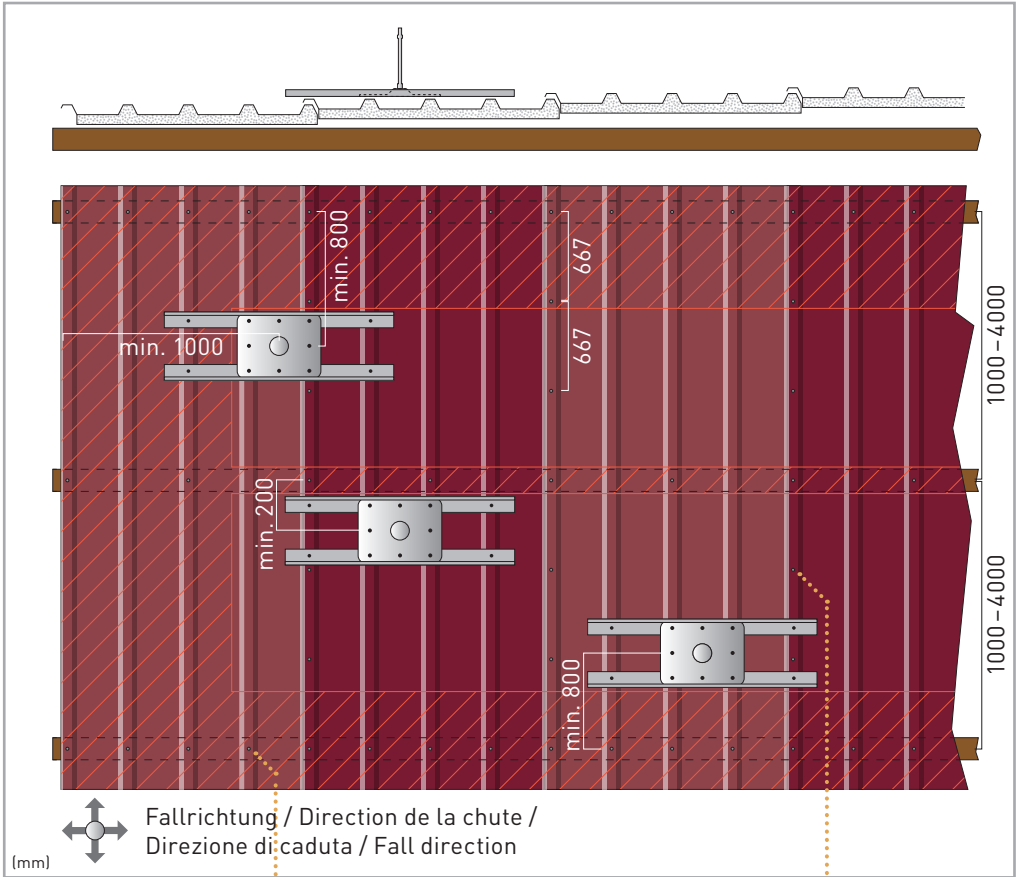 min. 800
667
min. 1000
667
1000 – 4000
min. 200
min. 800
1000 – 4000
Fallrichtung / Direction de la chute /
Direzione di caduta / Fall direction
(mm)